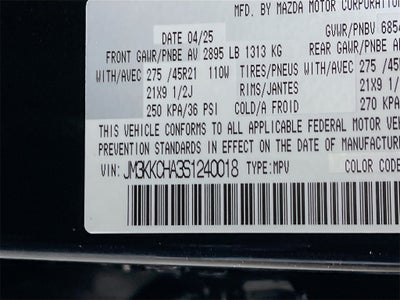 MFD. BY MAZDA MOTOR CORPORATION
DATE 04/25 GVWR/PNBV 685
FRONT GAWR/PNBE AV 2895 LB 1313 KG REAR GAWR/PNBE A
WITH/AVEC 275 /45R21 110W TIRES/PNEUS WITH/AVEC 275 /45
21X9 1/2J RIMS/JANTES 21X9 1/
250 KPA/36 PSI COLD/A FROID 270 KPA
THIS VEHICLE CONFORMS TO ALL APPLICABLE FEDERAL MOTOR VEH
PREVENTION STANDARDS IN EFFECT ON THE DATE OF MANUFACTUR
VIN: JM3KKCHA3S1240018 TYPE:MPV COLOR CODE